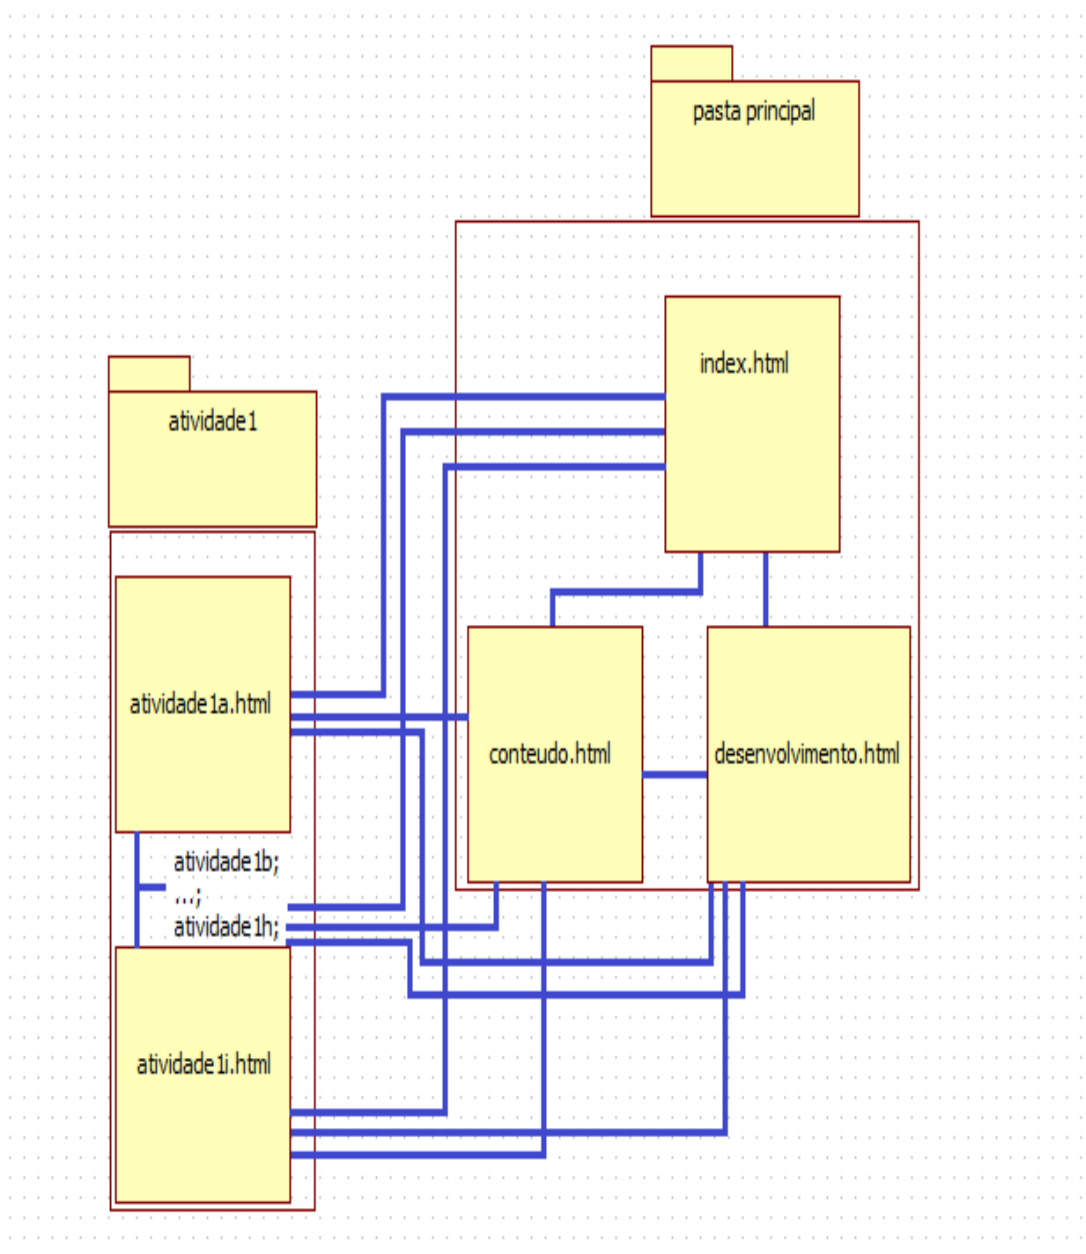 pasta principal
index.html
atividade1
atividade1a.html
conteudo.html
desenvolvimento.html
atividade1b;
...;
atividade1h;
atividade1i.html